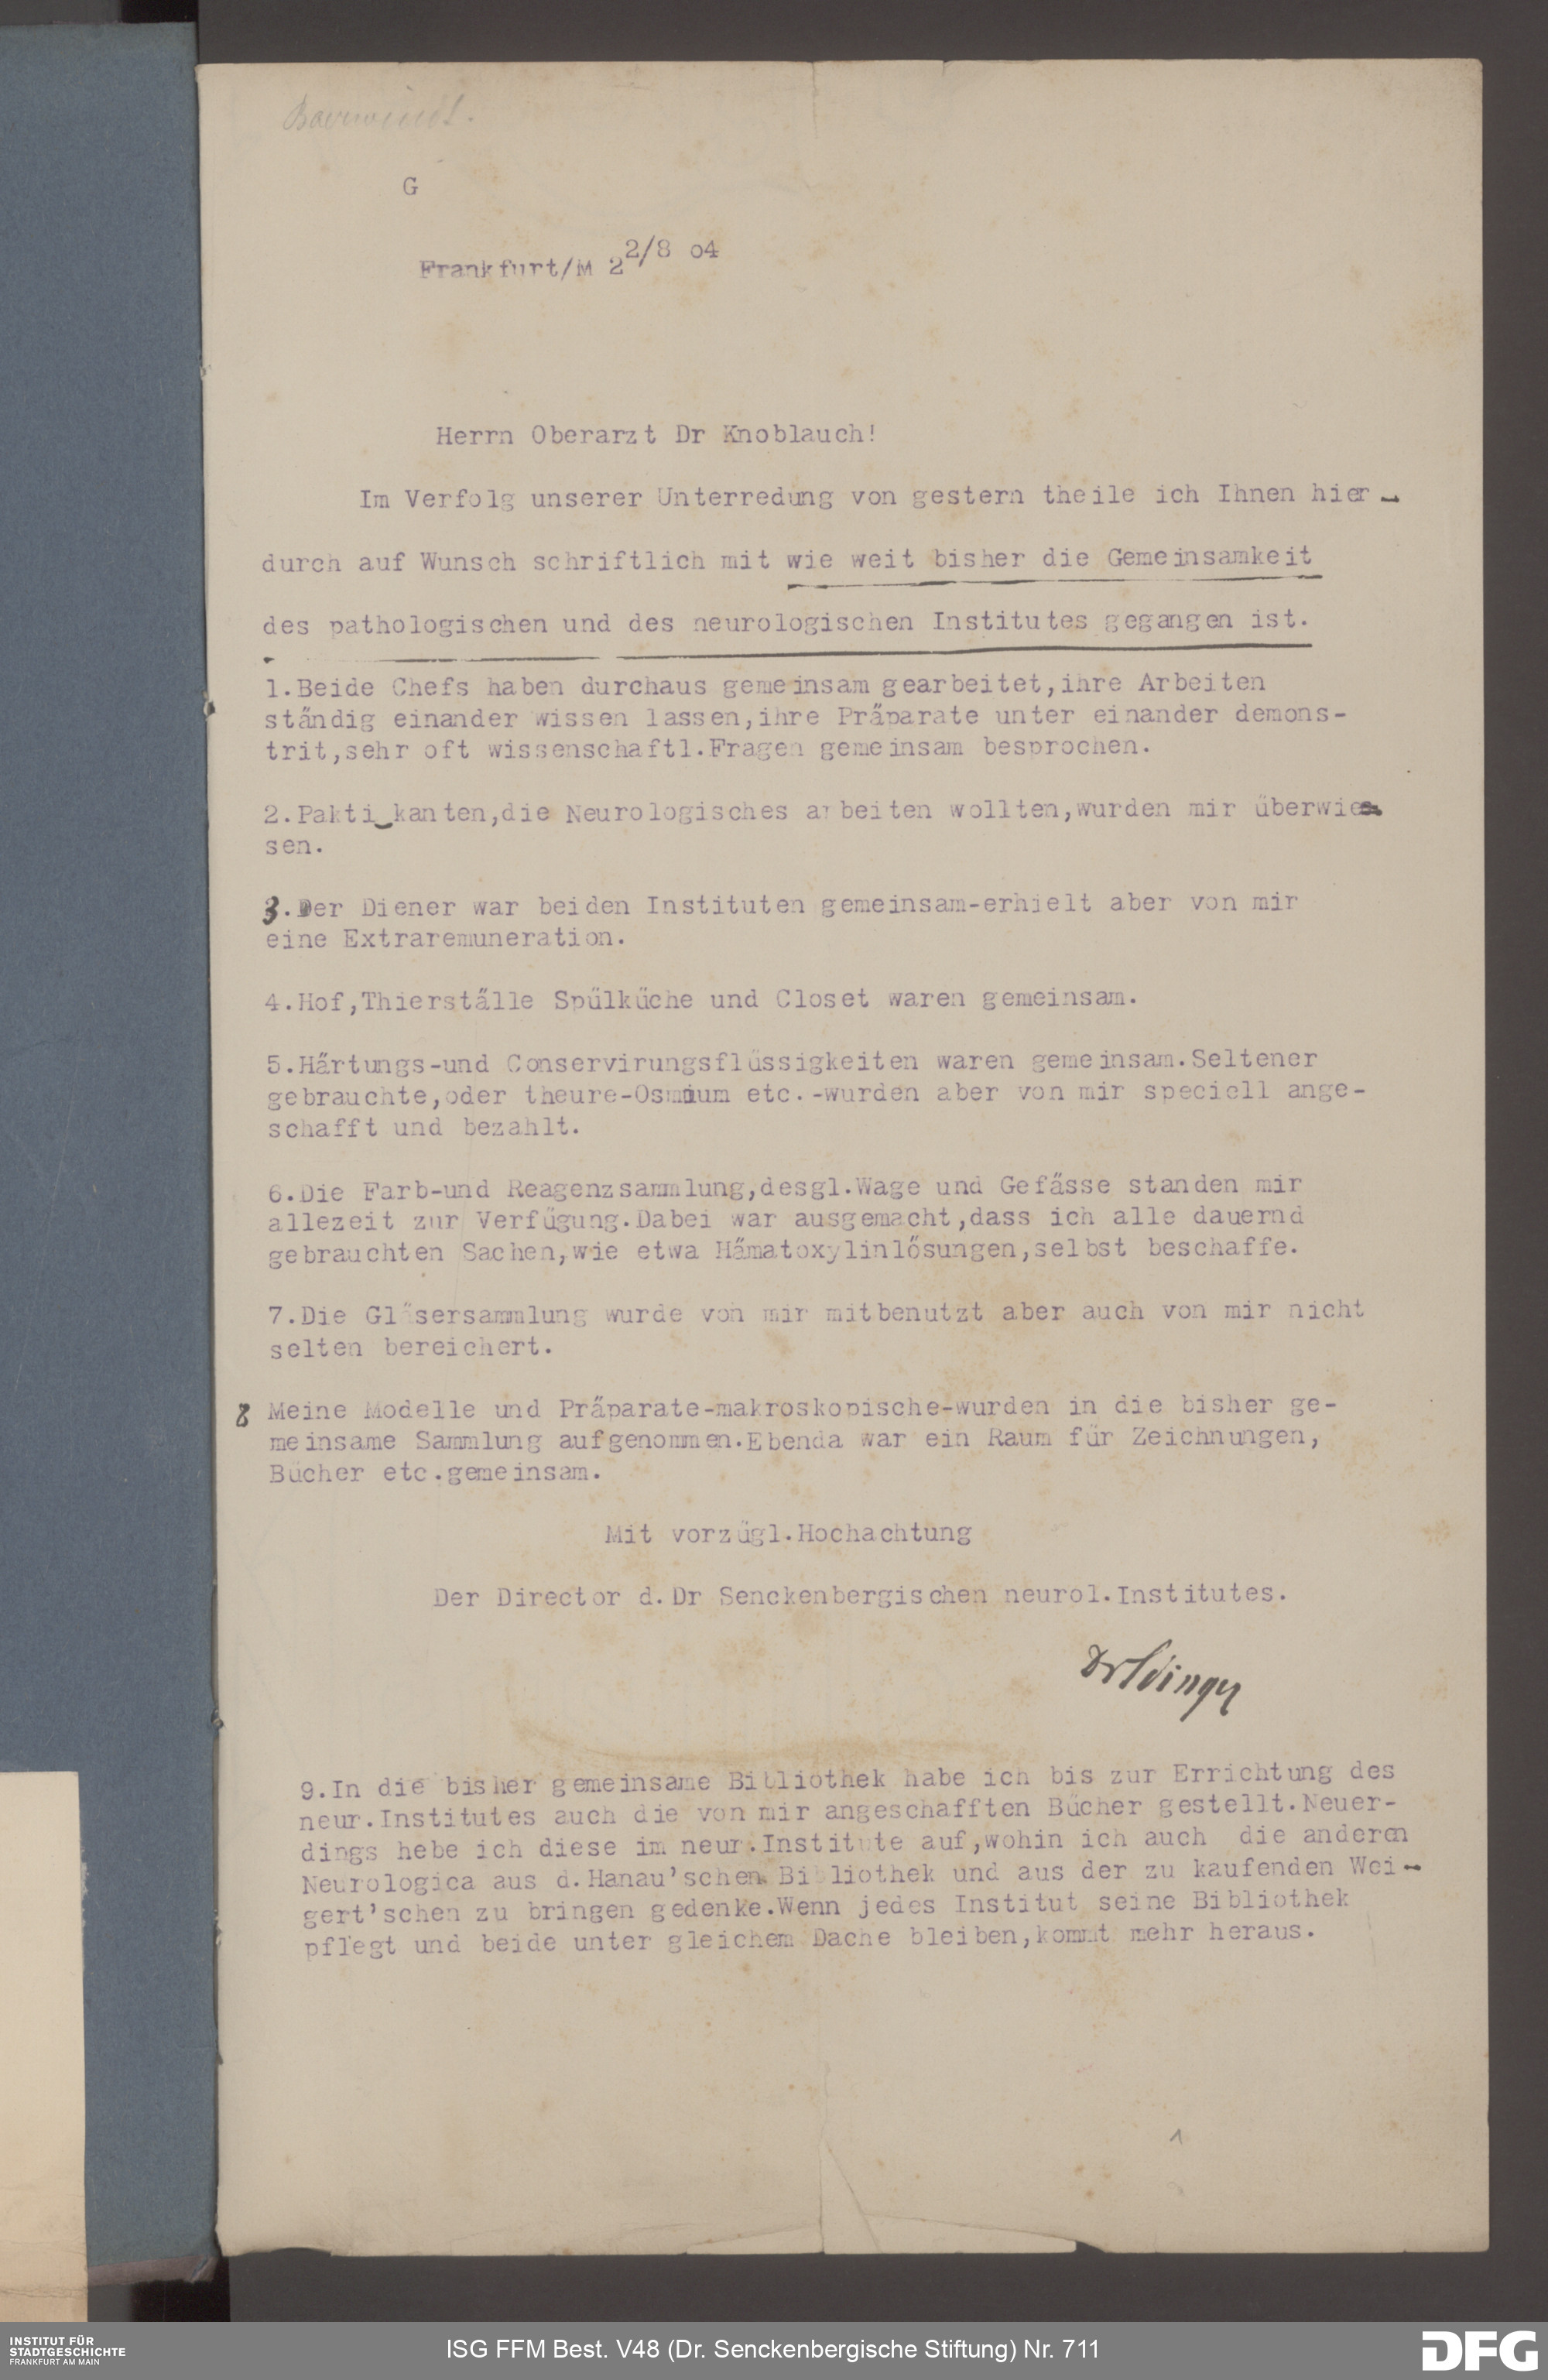 G
Frankfurt/M 22/8 o4
Herrn Oberarzt Dr Knoblauch!
Im Verfolg unserer Unterredung von gestern theile ich Ihnen hier-
durch auf Wunsch schriftlich mit wie weit bisher die Gemeinsamkeit
des pathologischen und des neurologischen Institutes gegangen ist.
1.Beide Chefs haben durchaus gemeinsam gearbeitet,ihre Arbeiten
ständig einander wissen lassen,ihre Präparate unter einander demons-
trit,sehr oft wissenschaftl.Fragen gemeinsam besprochen.
2.Pakti kanten,die Neurologisches arbeiten wollten,wurden mir überwie-
sen.
3.Der Diener war beiden Instituten gemeinsam-erhielt aber von mir
eine Extraremuneration.
4.Hof,Thierställe Spülküche und Closet waren gemeinsam.
5.Härtungs-und Conservirungsflüssigkeiten waren gemeinsam.Seltener
gebrauchte,oder theure-Osmium etc.-wurden aber von mir speciell ange-
schafft und bezahlt.
6.Die Farb-und Reagenzsammlung,desgl.Wage und Gefässe standen mir
allezeit zur Verfügung.Dabei war ausgemacht,dass ich alle dauernd
gebrauchten Sachen,wie etwa Hämatoxylinlösungen,selbst beschaffe.
7.Die Gläsersammlung wurde von mir mitbenutzt aber auch von mir nicht
selten bereichert.
8 Meine Modelle und Präparate-makroskopische-wurden in die bisher ge-
meinsame Sammlung aufgenommen.Ebenda war ein Raum für Zeichnungen,
Bücher etc.gemeinsam.
Mit vorzügl.Hochachtung
Der Director d.Dr Senckenbergischen neurol.Institutes.
Dr Edinger
9.In die bisher gemeinsame Bibliothek habe ich bis zur Errichtung des
neur.Institutes auch die von mir angeschafften Bücher gestellt.Neuer-
dings hebe ich diese im neur.Institute auf,wohin ich auch die anderen
Neurologica aus d.Hanau'schen Bibliothek und aus der zu kaufenden Wei-
gert'schen zu bringen gedenke.Wenn jedes Institut seine Bibliothek
pflegt und beide unter gleichem Dache bleiben,kommt mehr heraus.
1
INSTITUT FÜR
STADTGESCHICHTE
FRANKFURT AM MAIN
ISG FFM Best. V48 (Dr. Senckenbergische Stiftung) Nr. 711
DFG